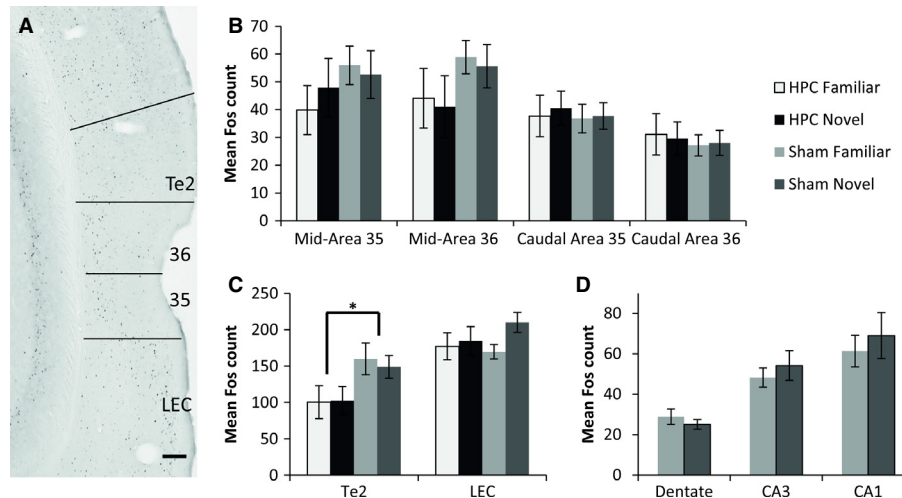 A
Te2
36
35
LEC
B
Mean Fos count
70
60
50
40
30
20
10
0
Mid-Area 35 Mid-Area 36 Caudal Area 35 Caudal Area 36
HPC Familiar
HPC Novel
Sham Familiar
Sham Novel
C
Mean Fos count
250
200
150
100
50
0
*
Te2 LEC
D
Mean Fos count
80
60
40
20
0
Dentate CA3 CA1